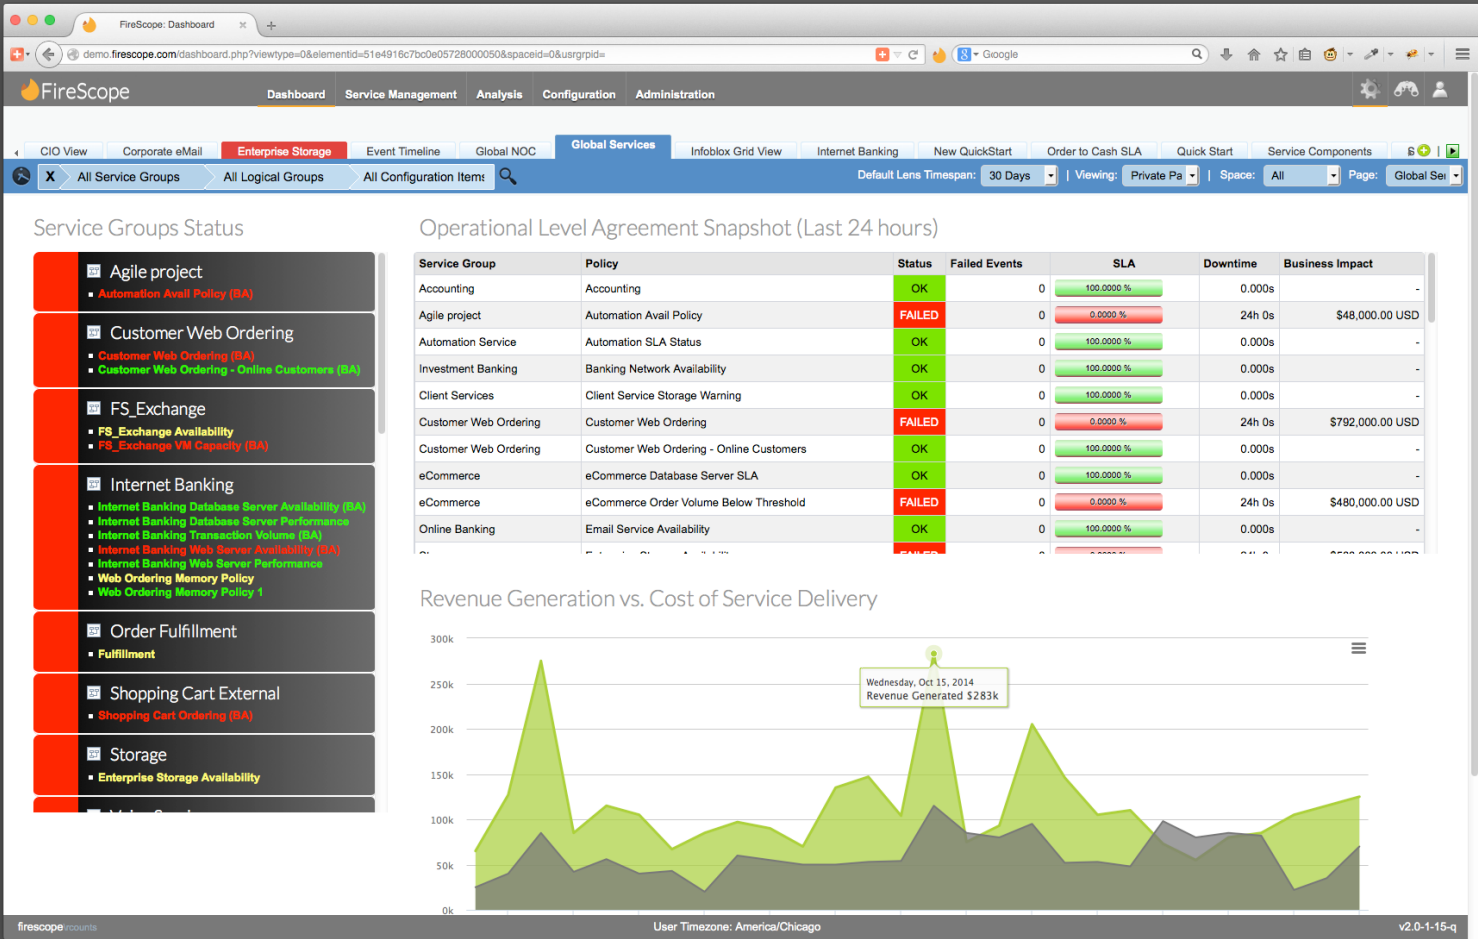 FireScope: Dashboard
demo.firescope.com/dashboard.php?viewtype=0&elementid=51e4916c7bc0e05728000050&spaceid=0&usrgrpid=
Google
FireScope
Dashboard Service Management Analysis Configuration Administration
CIO View Corporate eMail Enterprise Storage Event Timeline Global NOC Global Services Infoblox Grid View Internet Banking New QuickStart Order to Cash SLA Quick Start Service Components
X All Service Groups All Logical Groups All Configuration Items Default Lens Timespan: 30 Days | Viewing: Private Pa | Space: All Page: Global Ser
Service Groups Status
Agile project
Automation Avail Policy (BA)
Customer Web Ordering
Customer Web Ordering (BA)
Customer Web Ordering - Online Customers (BA)
FS_Exchange
FS_Exchange Availability
FS_Exchange VM Capacity (BA)
Internet Banking
Internet Banking Database Server Availability (BA)
Internet Banking Database Server Performance
Internet Banking Transaction Volume (BA)
Internet Banking Web Server Availability (BA)
Internet Banking Web Server Performance
Web Ordering Memory Policy
Web Ordering Memory Policy 1
Order Fulfillment
Fulfillment
Shopping Cart External
Shopping Cart Ordering (BA)
Storage
Enterprise Storage Availability
Operational Level Agreement Snapshot (Last 24 hours)
Service Group Policy Status Failed Events SLA Downtime Business Impact
Accounting Accounting OK 0 100.0000 % 0.000s -
Agile project Automation Avail Policy FAILED 0 0.0000 % 24h 0s $48,000.00 USD
Automation Service Automation SLA Status OK 0 100.0000 % 0.000s -
Investment Banking Banking Network Availability OK 0 100.0000 % 0.000s -
Client Services Client Service Storage Warning OK 0 100.0000 % 0.000s -
Customer Web Ordering Customer Web Ordering FAILED 0 0.0000 % 24h 0s $792,000.00 USD
Customer Web Ordering Customer Web Ordering - Online Customers OK 0 100.0000 % 0.000s -
eCommerce eCommerce Database Server SLA OK 0 100.0000 % 0.000s -
eCommerce eCommerce Order Volume Below Threshold FAILED 0 0.0000 % 24h 0s $480,000.00 USD
Online Banking Email Service Availability OK 0 100.0000 % 0.000s -
Revenue Generation vs. Cost of Service Delivery
300k
250k
200k
150k
100k
50k
0k
Wednesday, Oct 15, 2014
Revenue Generated $283k
firescope\rcounts User Timezone: America/Chicago v2.0-1-15-q